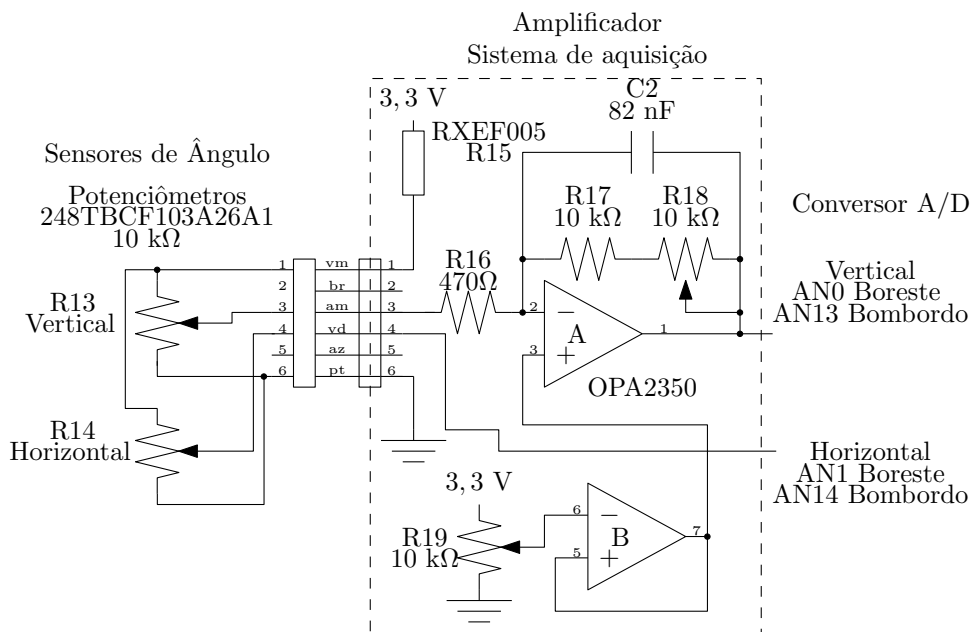 Amplificador
Sistema de aquisição
C2
82 nF
3, 3 V
RXEF005
R15
Sensores de Ângulo
Potenciômetros
248TBCF103A26A1
10 kΩ
R17
10 kΩ
R18
10 kΩ
Conversor A/D
R16
470Ω
1 vm 1
2 br 2
3 am 3
4 vd 4
5 az 5
6 pt 6
R13
Vertical
2
−
A
3
+
1
OPA2350
Vertical
AN0 Boreste
AN13 Bombordo
R14
Horizontal
Horizontal
AN1 Boreste
AN14 Bombordo
3, 3 V
R19
10 kΩ
6
−
B
5
+
7